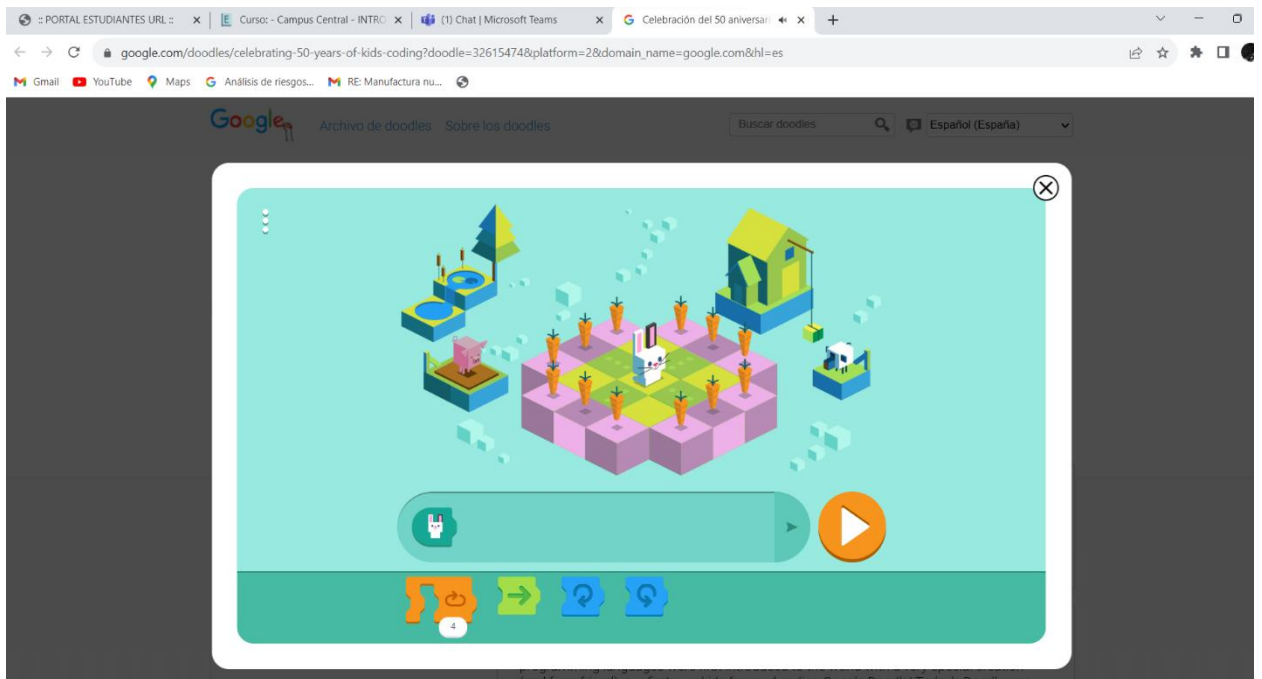 :: PORTAL ESTUDIANTES URL ::
Curso: - Campus Central - INTRO
(1) Chat | Microsoft Teams
Celebración del 50 aniversari
google.com/doodles/celebrating-50-years-of-kids-coding?doodle=32615474&platform=2&domain_name=google.com&hl=es
Gmail
YouTube
Maps
Análisis de riesgos...
RE: Manufactura nu...
Google
Archivo de doodles
Sobre los doodles
Buscar doodles
Español (España)
4